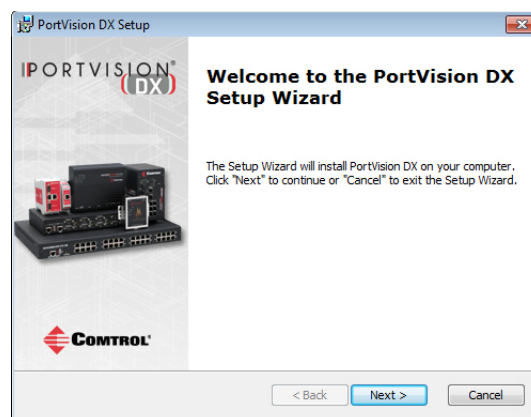 PortVision DX Setup
PORTVISION®
(DX)
Welcome to the PortVision DX
Setup Wizard
The Setup Wizard will install PortVision DX on your computer.
Click "Next" to continue or "Cancel" to exit the Setup Wizard.
COMTROL®
< Back
Next >
Cancel